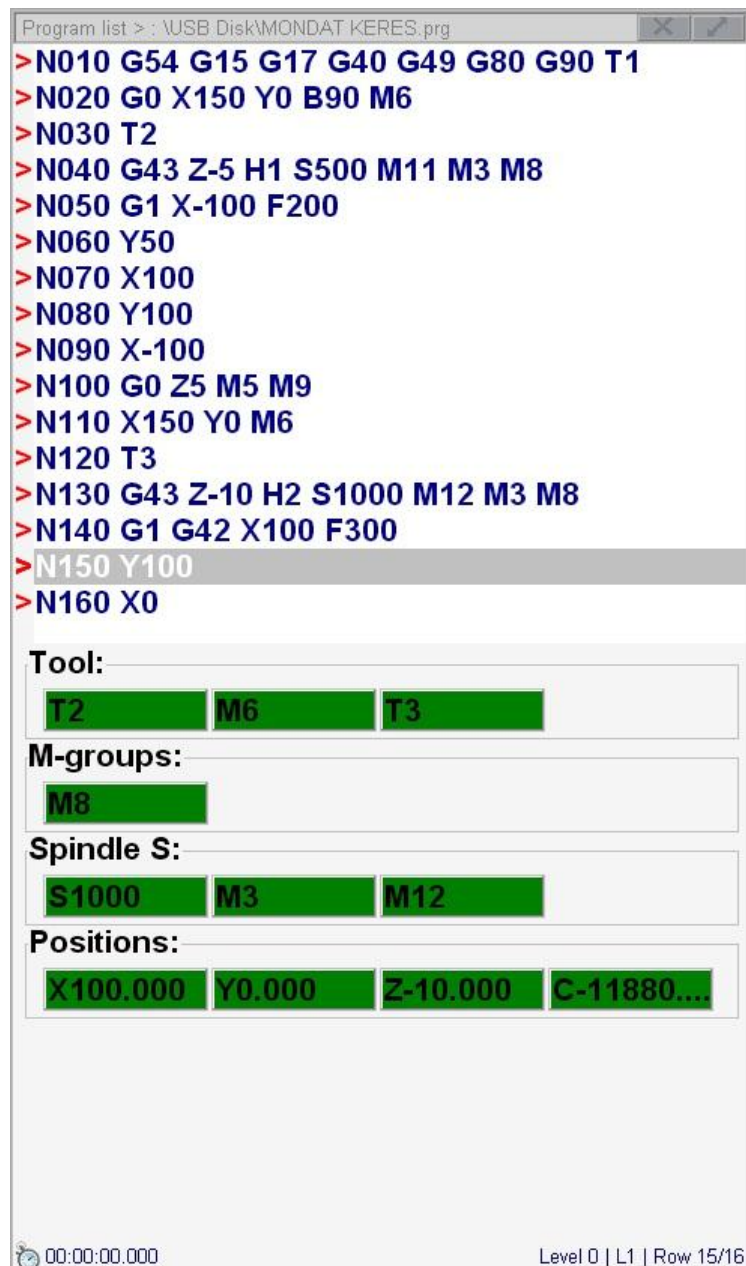 Program list > : \USB Disk\MONDAT KERES.prg
>N010 G54 G15 G17 G40 G49 G80 G90 T1
>N020 G0 X150 Y0 B90 M6
>N030 T2
>N040 G43 Z-5 H1 S500 M11 M3 M8
>N050 G1 X-100 F200
>N060 Y50
>N070 X100
>N080 Y100
>N090 X-100
>N100 G0 Z5 M5 M9
>N110 X150 Y0 M6
>N120 T3
>N130 G43 Z-10 H2 S1000 M12 M3 M8
>N140 G1 G42 X100 F300
>N150 Y100
>N160 X0
Tool:
T2 M6 T3
M-groups:
M8
Spindle S:
S1000 M3 M12
Positions:
X100.000 Y0.000 Z-10.000 C-11880....
00:00:00.000 Level 0 | L1 | Row 15/16